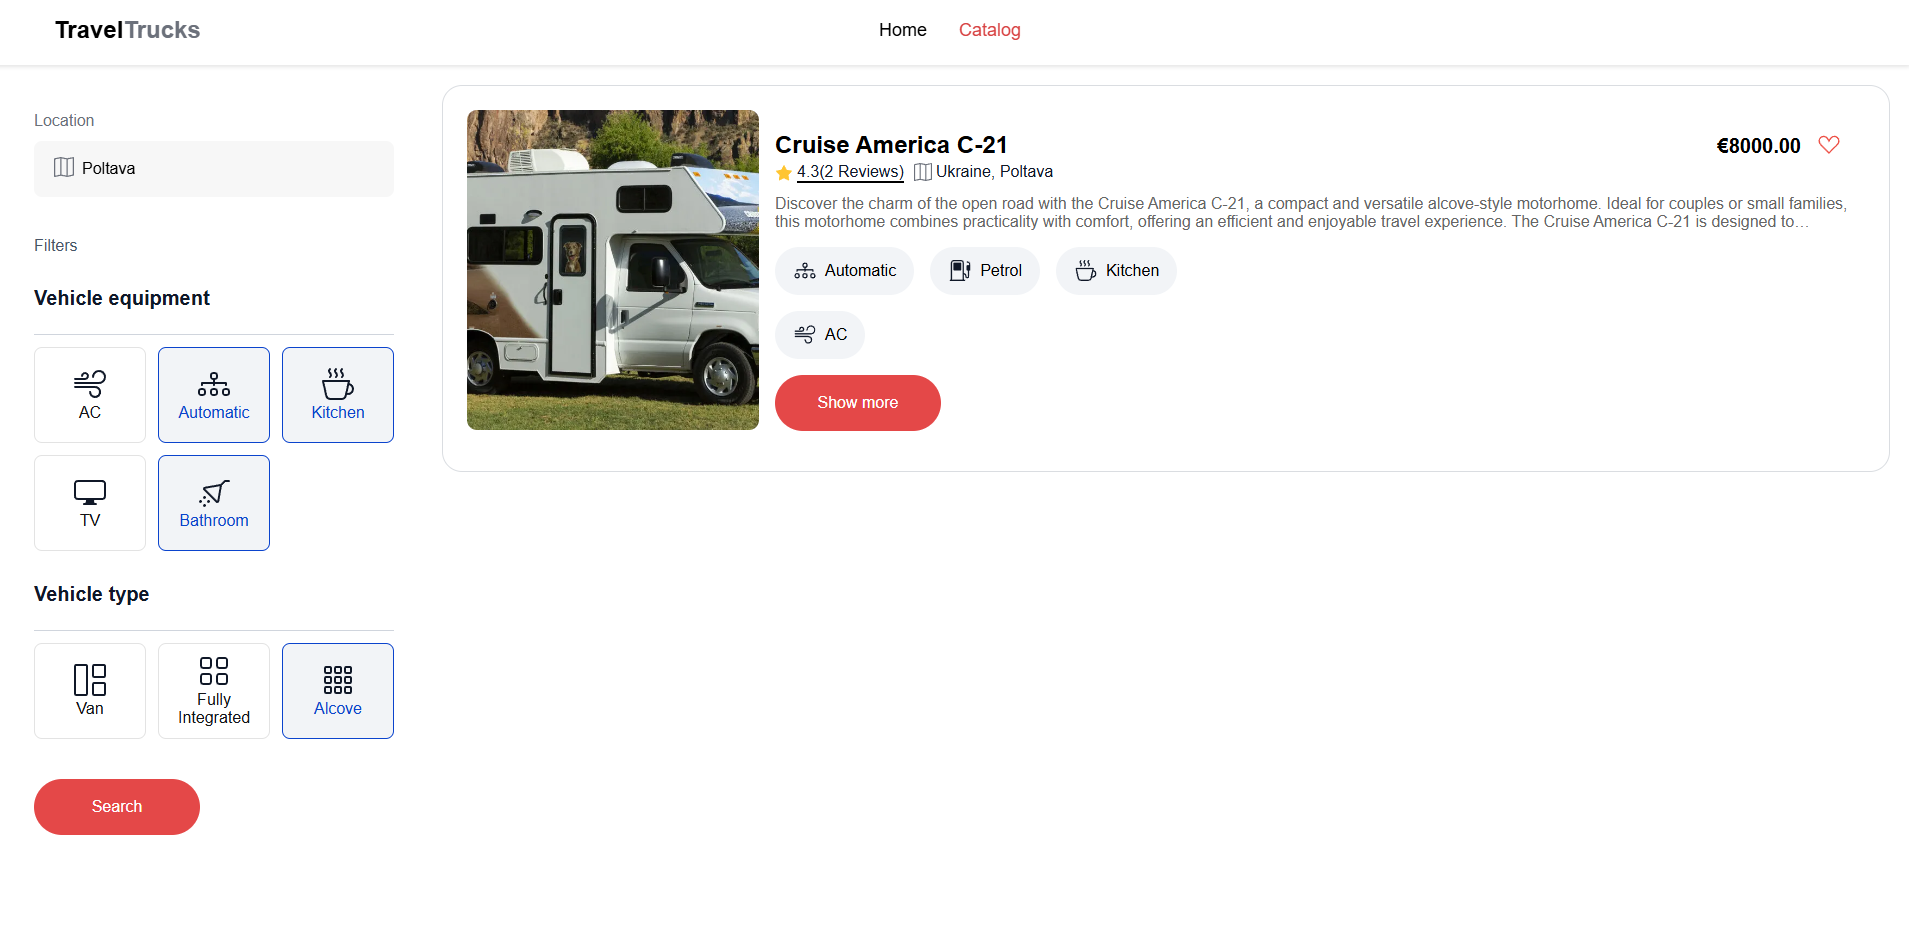 TravelTrucks
Home
Catalog
Location
Poltava
Filters
Vehicle equipment
AC
Automatic
Kitchen
TV
Bathroom
Vehicle type
Van
Fully
Integrated
Alcove
Search
Cruise America C-21
€8000.00
4.3(2 Reviews)
Ukraine, Poltava
Discover the charm of the open road with the Cruise America C-21, a compact and versatile alcove-style motorhome. Ideal for couples or small families,
this motorhome combines practicality with comfort, offering an efficient and enjoyable travel experience. The Cruise America C-21 is designed to…
Automatic
Petrol
Kitchen
AC
Show more